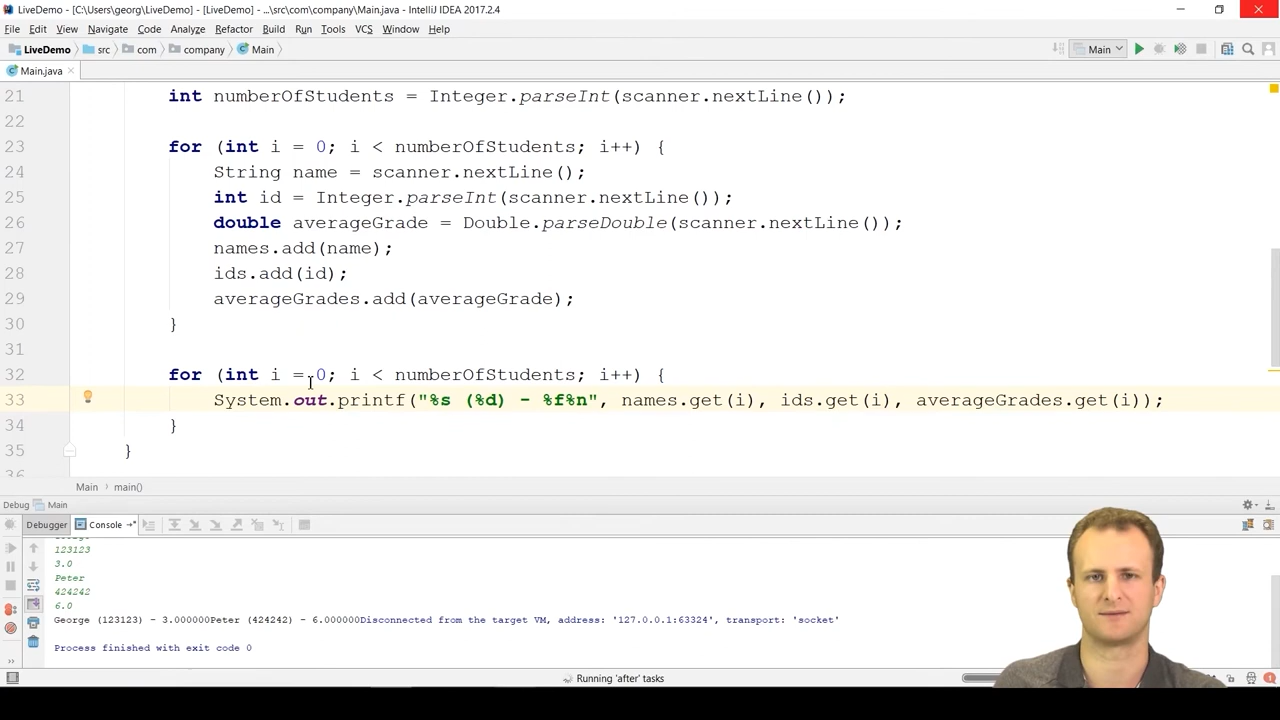 LiveDemo - [C:\Users\georg\LiveDemo] - [LiveDemo] - ...\src\com\company\Main.java - IntelliJ IDEA 2017.2.4
File Edit View Navigate Code Analyze Refactor Build Run Tools VCS Window Help
LiveDemo src com company Main Main
Main.java
21 int numberOfStudents = Integer.parseInt(scanner.nextLine());
22
23 for (int i = 0; i < numberOfStudents; i++) {
24 String name = scanner.nextLine();
25 int id = Integer.parseInt(scanner.nextLine());
26 double averageGrade = Double.parseDouble(scanner.nextLine());
27 names.add(name);
28 ids.add(id);
29 averageGrades.add(averageGrade);
30 }
31
32 for (int i = 0; i < numberOfStudents; i++) {
33 System.out.printf("%s (%d) - %f%n", names.get(i), ids.get(i), averageGrades.get(i));
34 }
35 }
36
Main main()
Debug Main
Debugger Console
123123
3.0
Peter
424242
6.0
George (123123) - 3.000000Peter (424242) - 6.000000Disconnected from the target VM, address: '127.0.0.1:63324', transport: 'socket'
Process finished with exit code 0
Running 'after' tasks